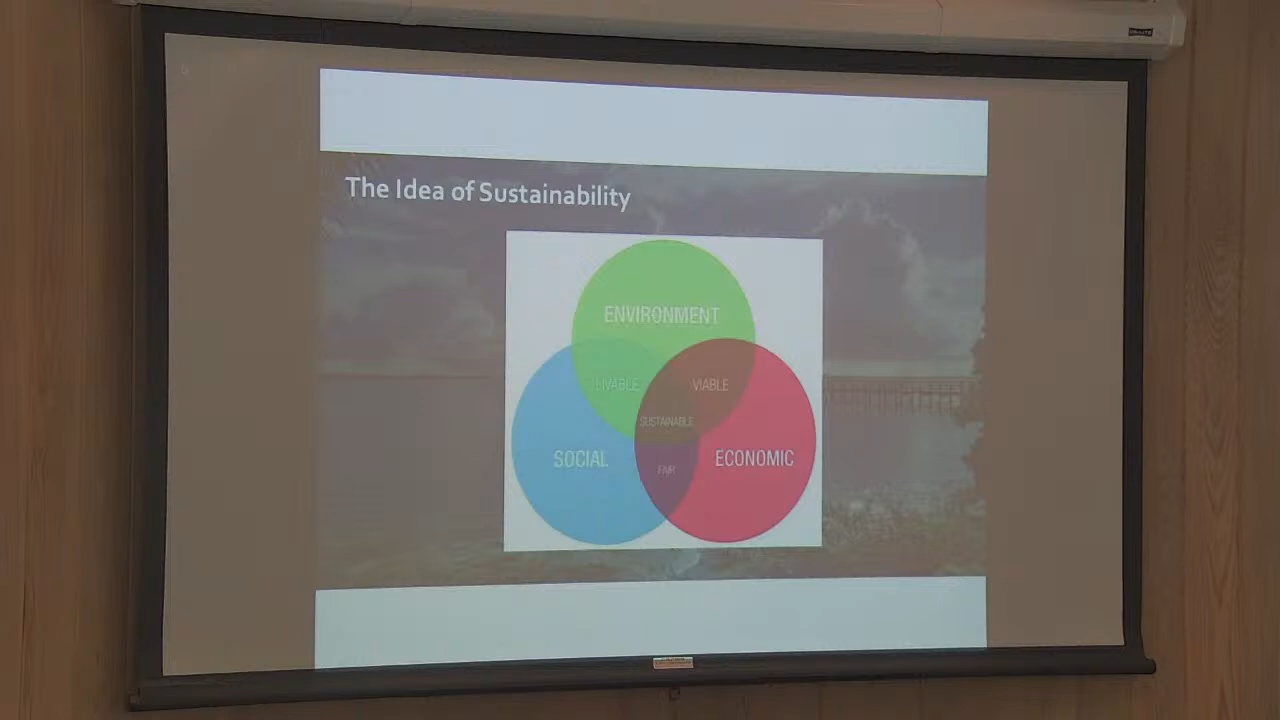 The Idea of Sustainability
ENVIRONMENT
LIVABLE
VIABLE
SUSTAINABLE
SOCIAL
ECONOMIC
FAIR